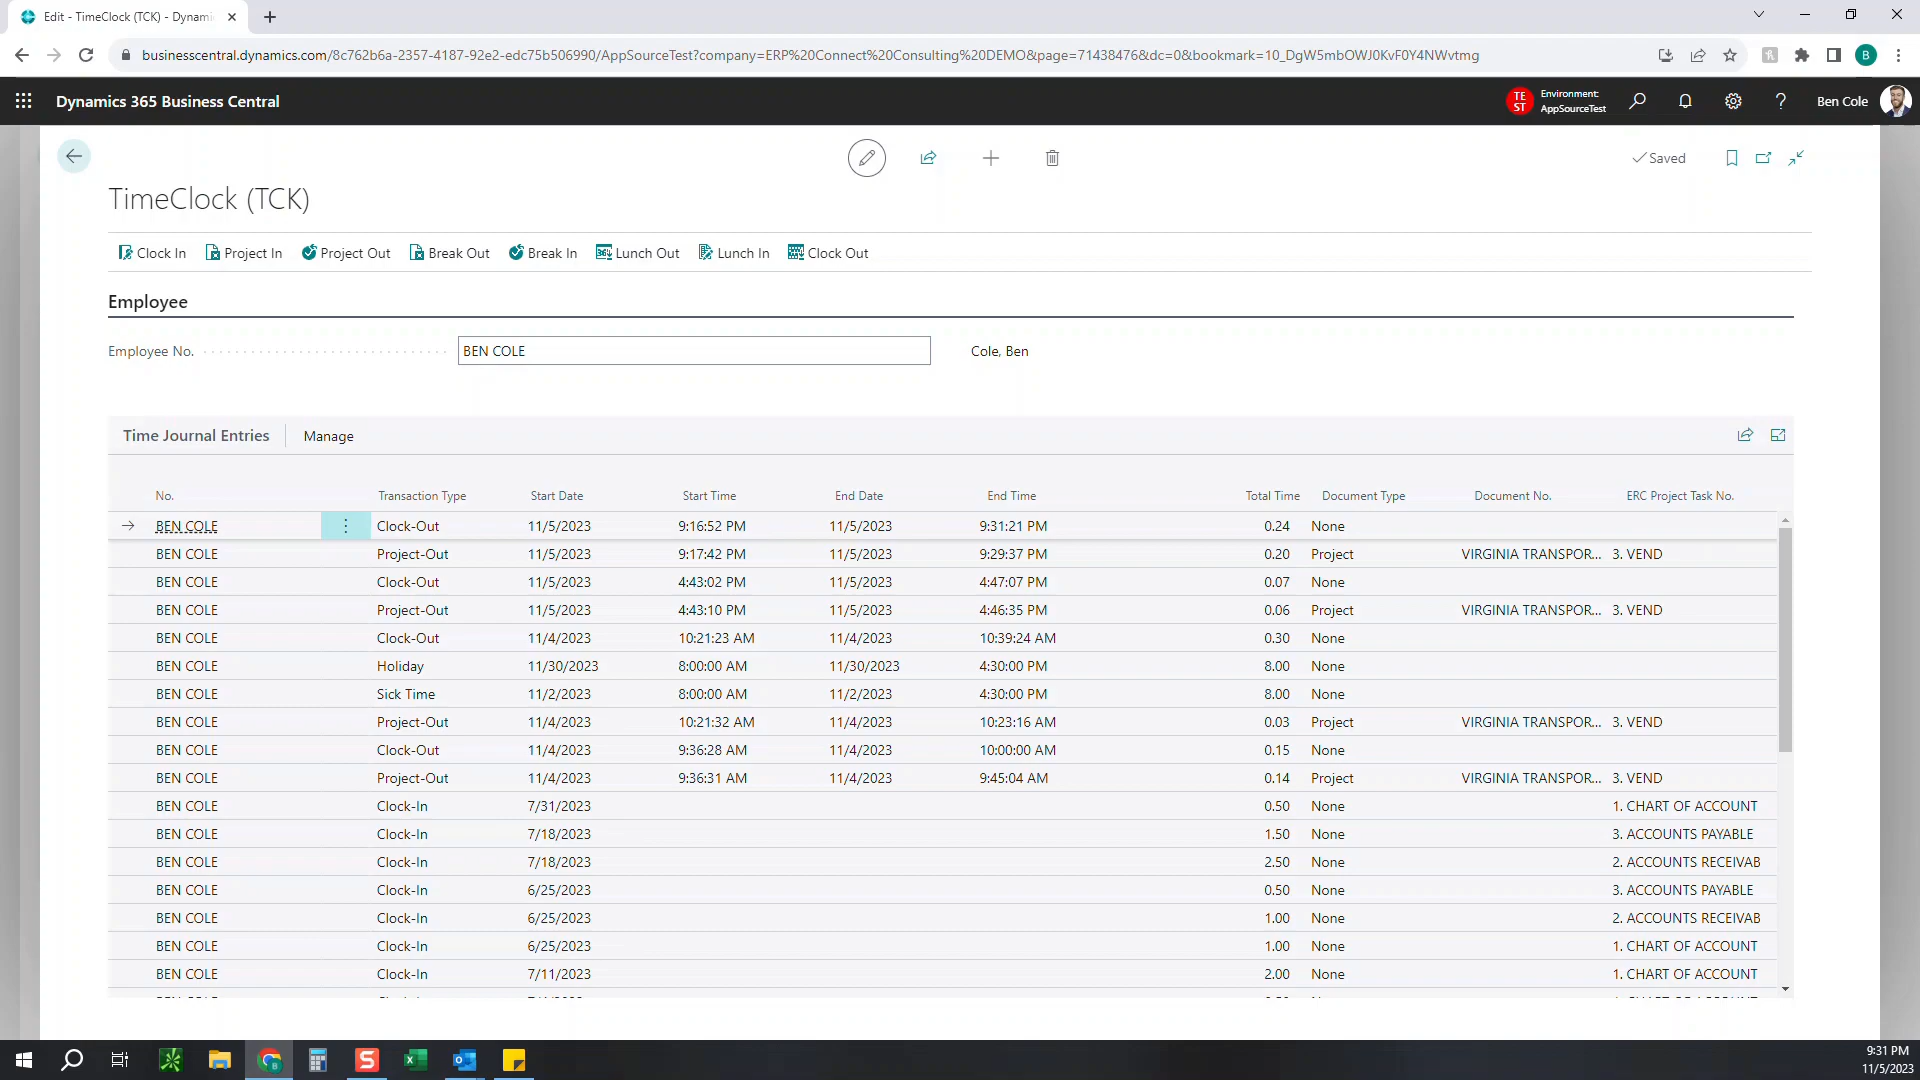 Edit - TimeClock (TCK) - Dynami
businesscentral.dynamics.com/8c762b6a-2357-4187-92e2-edc75b506990/AppSourceTest?company=ERP%20Connect%20Consulting%20DEMO&page=71438476&dc=0&bookmark=10_DgW5mbOWJ0KvF0Y4NWvtmg
B
Dynamics 365 Business Central
TE ST
Environment:
AppSourceTest
Ben Cole
Saved
TimeClock (TCK)
Clock In Project In Project Out Break Out Break In Lunch Out Lunch In Clock Out
Employee
Employee No. BEN COLE Cole, Ben
Time Journal Entries Manage
No. Transaction Type Start Date Start Time End Date End Time Total Time Document Type Document No. ERC Project Task No.
BEN COLE Clock-Out 11/5/2023 9:16:52 PM 11/5/2023 9:31:21 PM 0.24 None
BEN COLE Project-Out 11/5/2023 9:17:42 PM 11/5/2023 9:29:37 PM 0.20 Project VIRGINIA TRANSPOR... 3. VEND
BEN COLE Clock-Out 11/5/2023 4:43:02 PM 11/5/2023 4:47:07 PM 0.07 None
BEN COLE Project-Out 11/5/2023 4:43:10 PM 11/5/2023 4:46:35 PM 0.06 Project VIRGINIA TRANSPOR... 3. VEND
BEN COLE Clock-Out 11/4/2023 10:21:23 AM 11/4/2023 10:39:24 AM 0.30 None
BEN COLE Holiday 11/30/2023 8:00:00 AM 11/30/2023 4:30:00 PM 8.00 None
BEN COLE Sick Time 11/2/2023 8:00:00 AM 11/2/2023 4:30:00 PM 8.00 None
BEN COLE Project-Out 11/4/2023 10:21:32 AM 11/4/2023 10:23:16 AM 0.03 Project VIRGINIA TRANSPOR... 3. VEND
BEN COLE Clock-Out 11/4/2023 9:36:28 AM 11/4/2023 10:00:00 AM 0.15 None
BEN COLE Project-Out 11/4/2023 9:36:31 AM 11/4/2023 9:45:04 AM 0.14 Project VIRGINIA TRANSPOR... 3. VEND
BEN COLE Clock-In 7/31/2023 0.50 None 1. CHART OF ACCOUNT
BEN COLE Clock-In 7/18/2023 1.50 None 3. ACCOUNTS PAYABLE
BEN COLE Clock-In 7/18/2023 2.50 None 2. ACCOUNTS RECEIVAB
BEN COLE Clock-In 6/25/2023 0.50 None 3. ACCOUNTS PAYABLE
BEN COLE Clock-In 6/25/2023 1.00 None 2. ACCOUNTS RECEIVAB
BEN COLE Clock-In 6/25/2023 1.00 None 1. CHART OF ACCOUNT
BEN COLE Clock-In 7/11/2023 2.00 None 1. CHART OF ACCOUNT
9:31 PM
11/5/2023